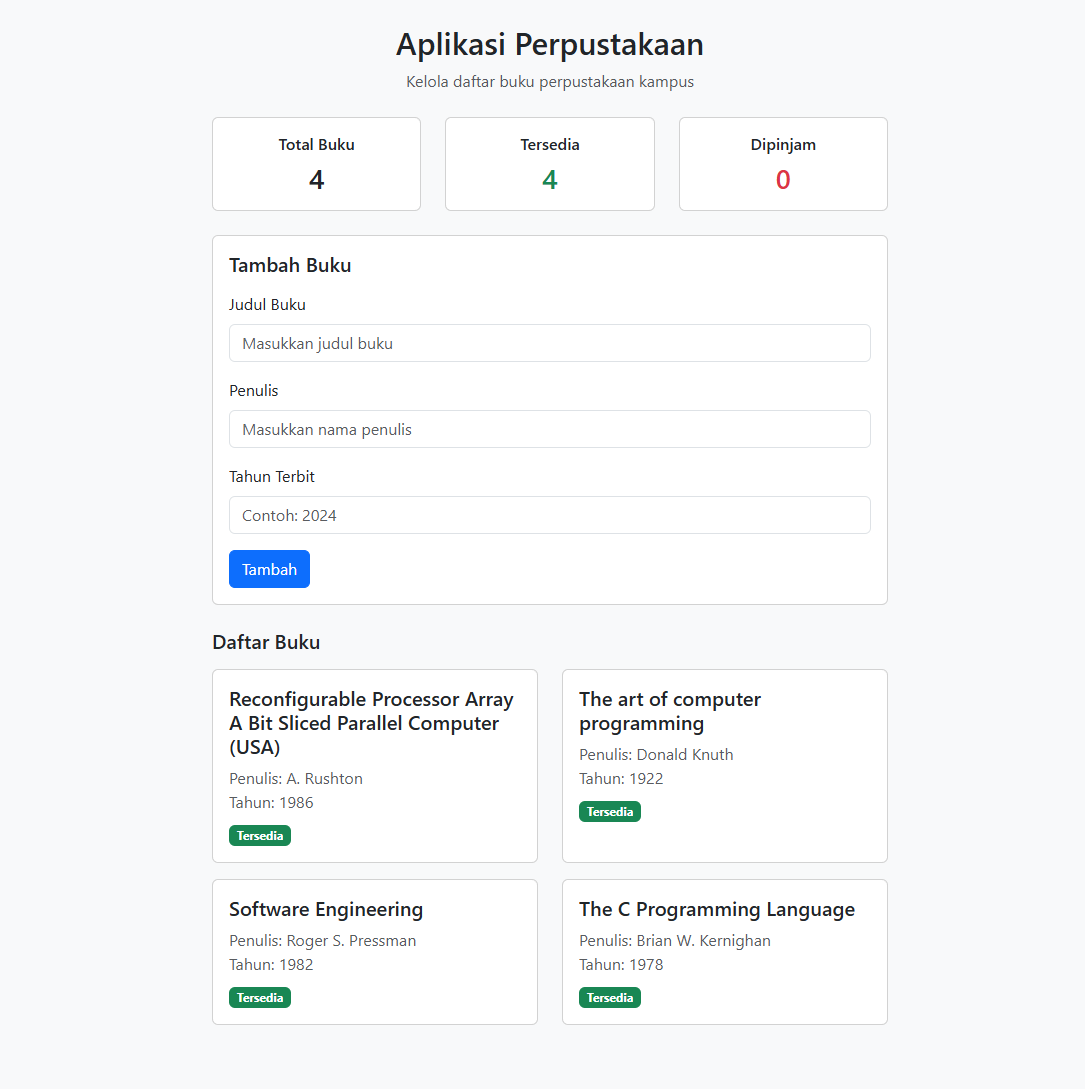 Aplikasi Perpustakaan
Kelola daftar buku perpustakaan kampus
Total Buku
4
Tersedia
4
Dipinjam
0
Tambah Buku
Judul Buku
Masukkan judul buku
Penulis
Masukkan nama penulis
Tahun Terbit
Contoh: 2024
Tambah
Daftar Buku
Reconfigurable Processor Array
A Bit Sliced Parallel Computer
(USA)
Penulis: A. Rushton
Tahun: 1986
Tersedia
The art of computer
programming
Penulis: Donald Knuth
Tahun: 1922
Tersedia
Software Engineering
Penulis: Roger S. Pressman
Tahun: 1982
Tersedia
The C Programming Language
Penulis: Brian W. Kernighan
Tahun: 1978
Tersedia